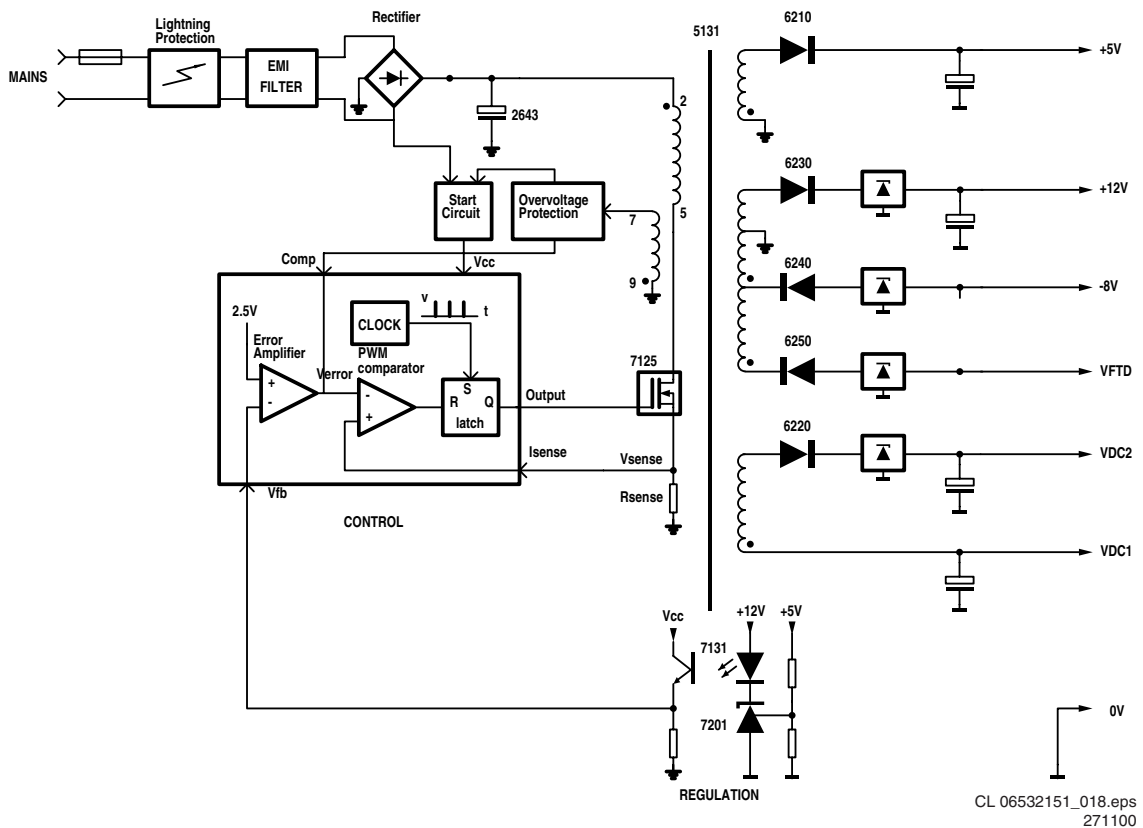 Lightning
Protection
Rectifier
MAINS
EMI
FILTER
2643
5131
2
5
7
9
Start
Circuit
Overvoltage
Protection
Comp
Vcc
2.5V
Error
Amplifier
+
-
Verror
CLOCK
v
t
PWM
comparator
-
+
S
R
Q
latch
Output
Isense
Vsense
Rsense
Vfb
CONTROL
7125
6210
+5V
6230
+12V
6240
-8V
6250
VFTD
6220
VDC2
VDC1
Vcc
7131
+12V
+5V
7201
REGULATION
0V
CL 06532151_018.eps
271100